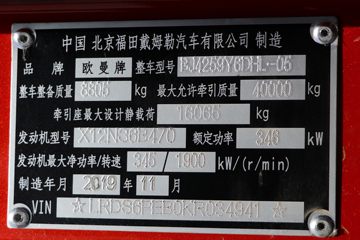 中国 北京福田戴姆勒汽车有限公司 制造
品 牌 欧曼牌 整车型号 BJ4259Y6DHL-05
整车整备质量 8805 kg 最大允许牵引质量 40000 kg
牵引座最大设计静载荷 16065 kg
发动机型号 X12N36B470 额定功率 346 kW
发动机最大净功率/转速 345 / 1900 kW/(r/min)
制造年月 2019 年 11 月
VIN